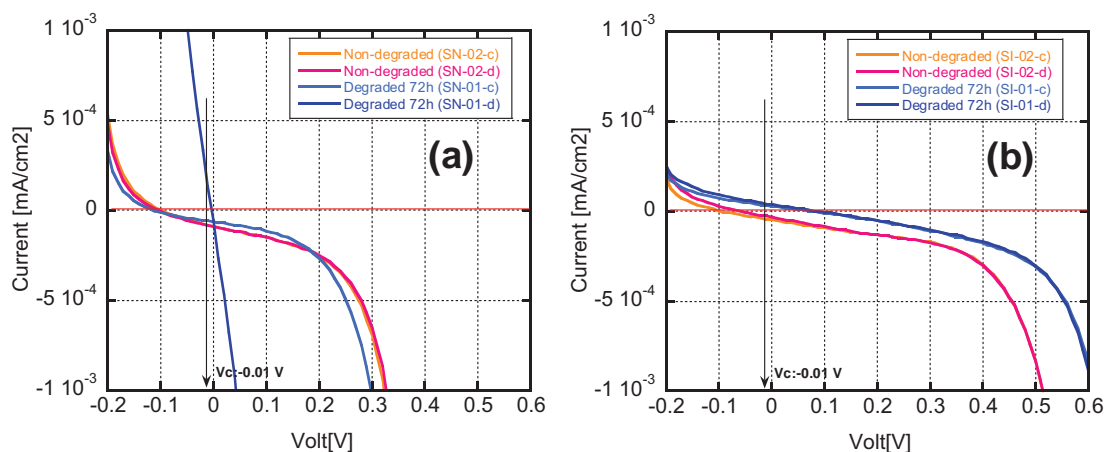 1 10-3
5 10-4
0
-5 10-4
-1 10-3
Current [mA/cm2]
Non-degraded (SN-02-c)
Non-degraded (SN-02-d)
Degraded 72h (SN-01-c)
Degraded 72h (SN-01-d)
(a)
Vc:-0.01 V
-0.2 -0.1 0 0.1 0.2 0.3 0.4 0.5 0.6
Volt[V]
1 10-3
5 10-4
0
-5 10-4
-1 10-3
Current [mA/cm2]
Non-degraded (SI-02-c)
Non-degraded (SI-02-d)
Degraded 72h (SI-01-c)
Degraded 72h (SI-01-d)
(b)
Vc:-0.01 V
-0.2 -0.1 0 0.1 0.2 0.3 0.4 0.5 0.6
Volt[V]